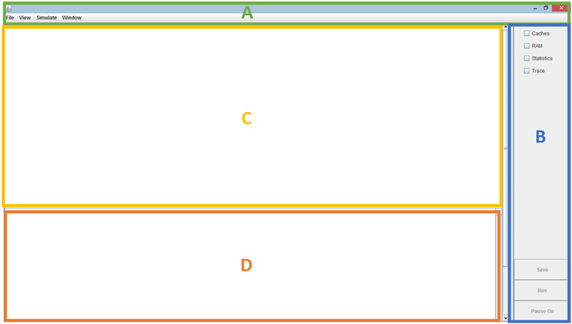 A
File View Simulate Window
Caches
RAM
Statistics
Trace
C
B
D
Save
Run
Pause On